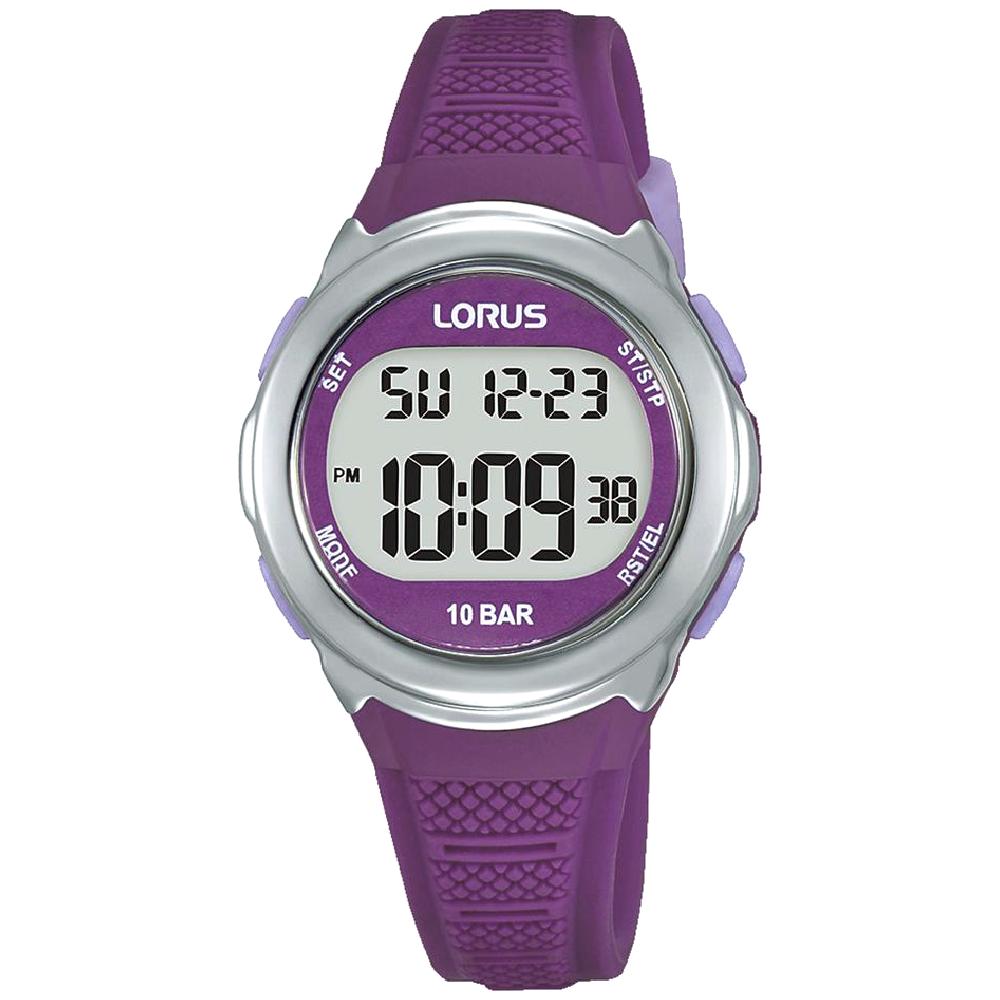 LORUS
SET
ST/STP
SU 12-23
PM 10:09 38
MODE
RST/EL
10 BAR